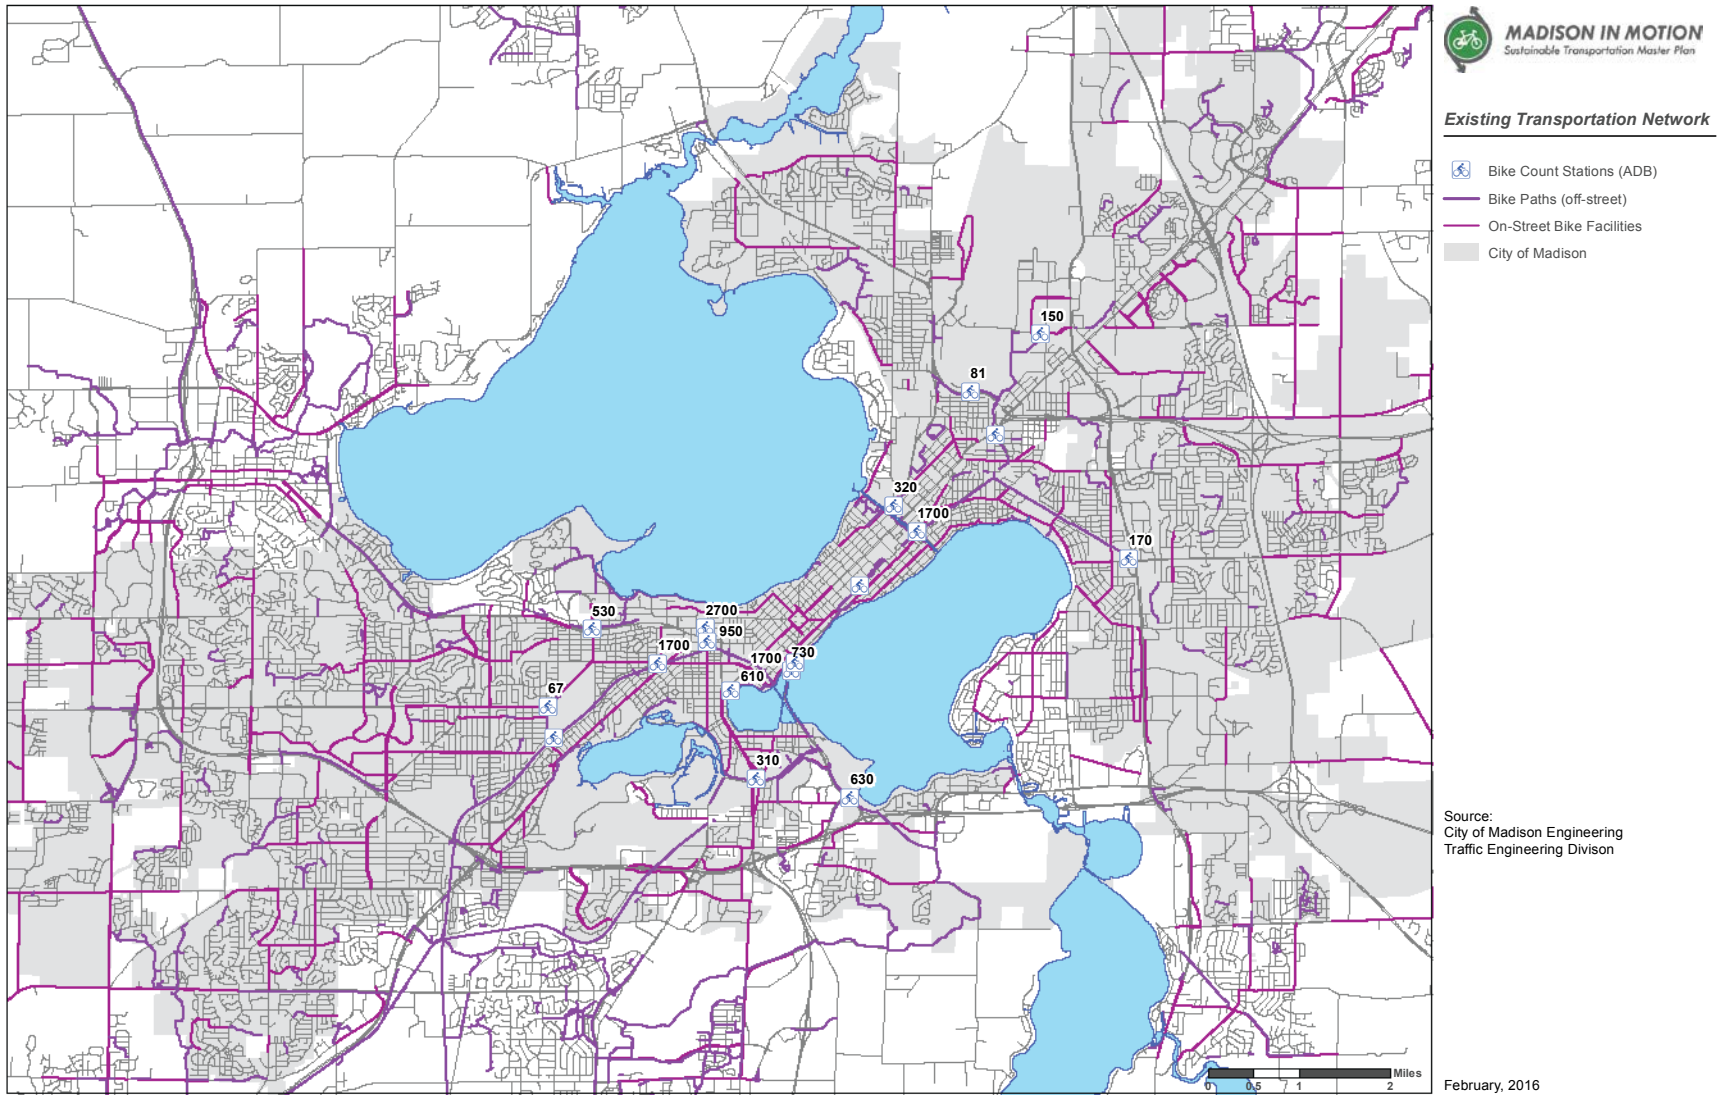 MADISON IN MOTION
Sustainable Transportation Master Plan
Existing Transportation Network
Bike Count Stations (ADB)
Bike Paths (off-street)
On-Street Bike Facilities
City of Madison
150
81
320
1700
170
530
2700
950
1700
1700
730
610
67
310
630
Source:
City of Madison Engineering
Traffic Engineering Divison
Miles
0 0.5 1 2
February, 2016